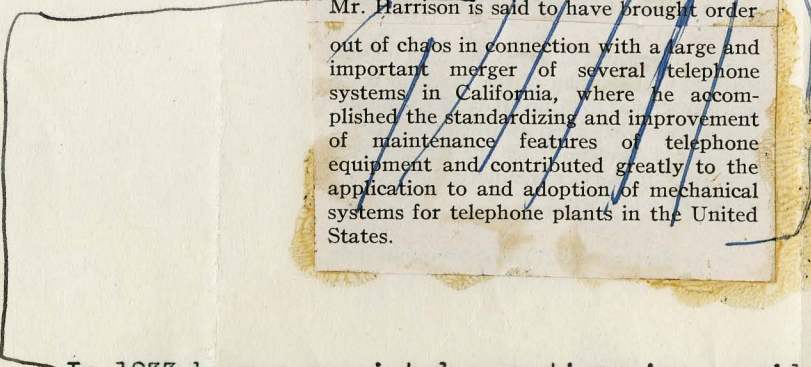 Mr. Harrison is said to have brought order
out of chaos in connection with a large and
important merger of several telephone
systems in California, where he accom-
plished the standardizing and improvement
of maintenance features of telephone
equipment and contributed greatly to the
application to and adoption of mechanical
systems for telephone plants in the United
States.
In 1933